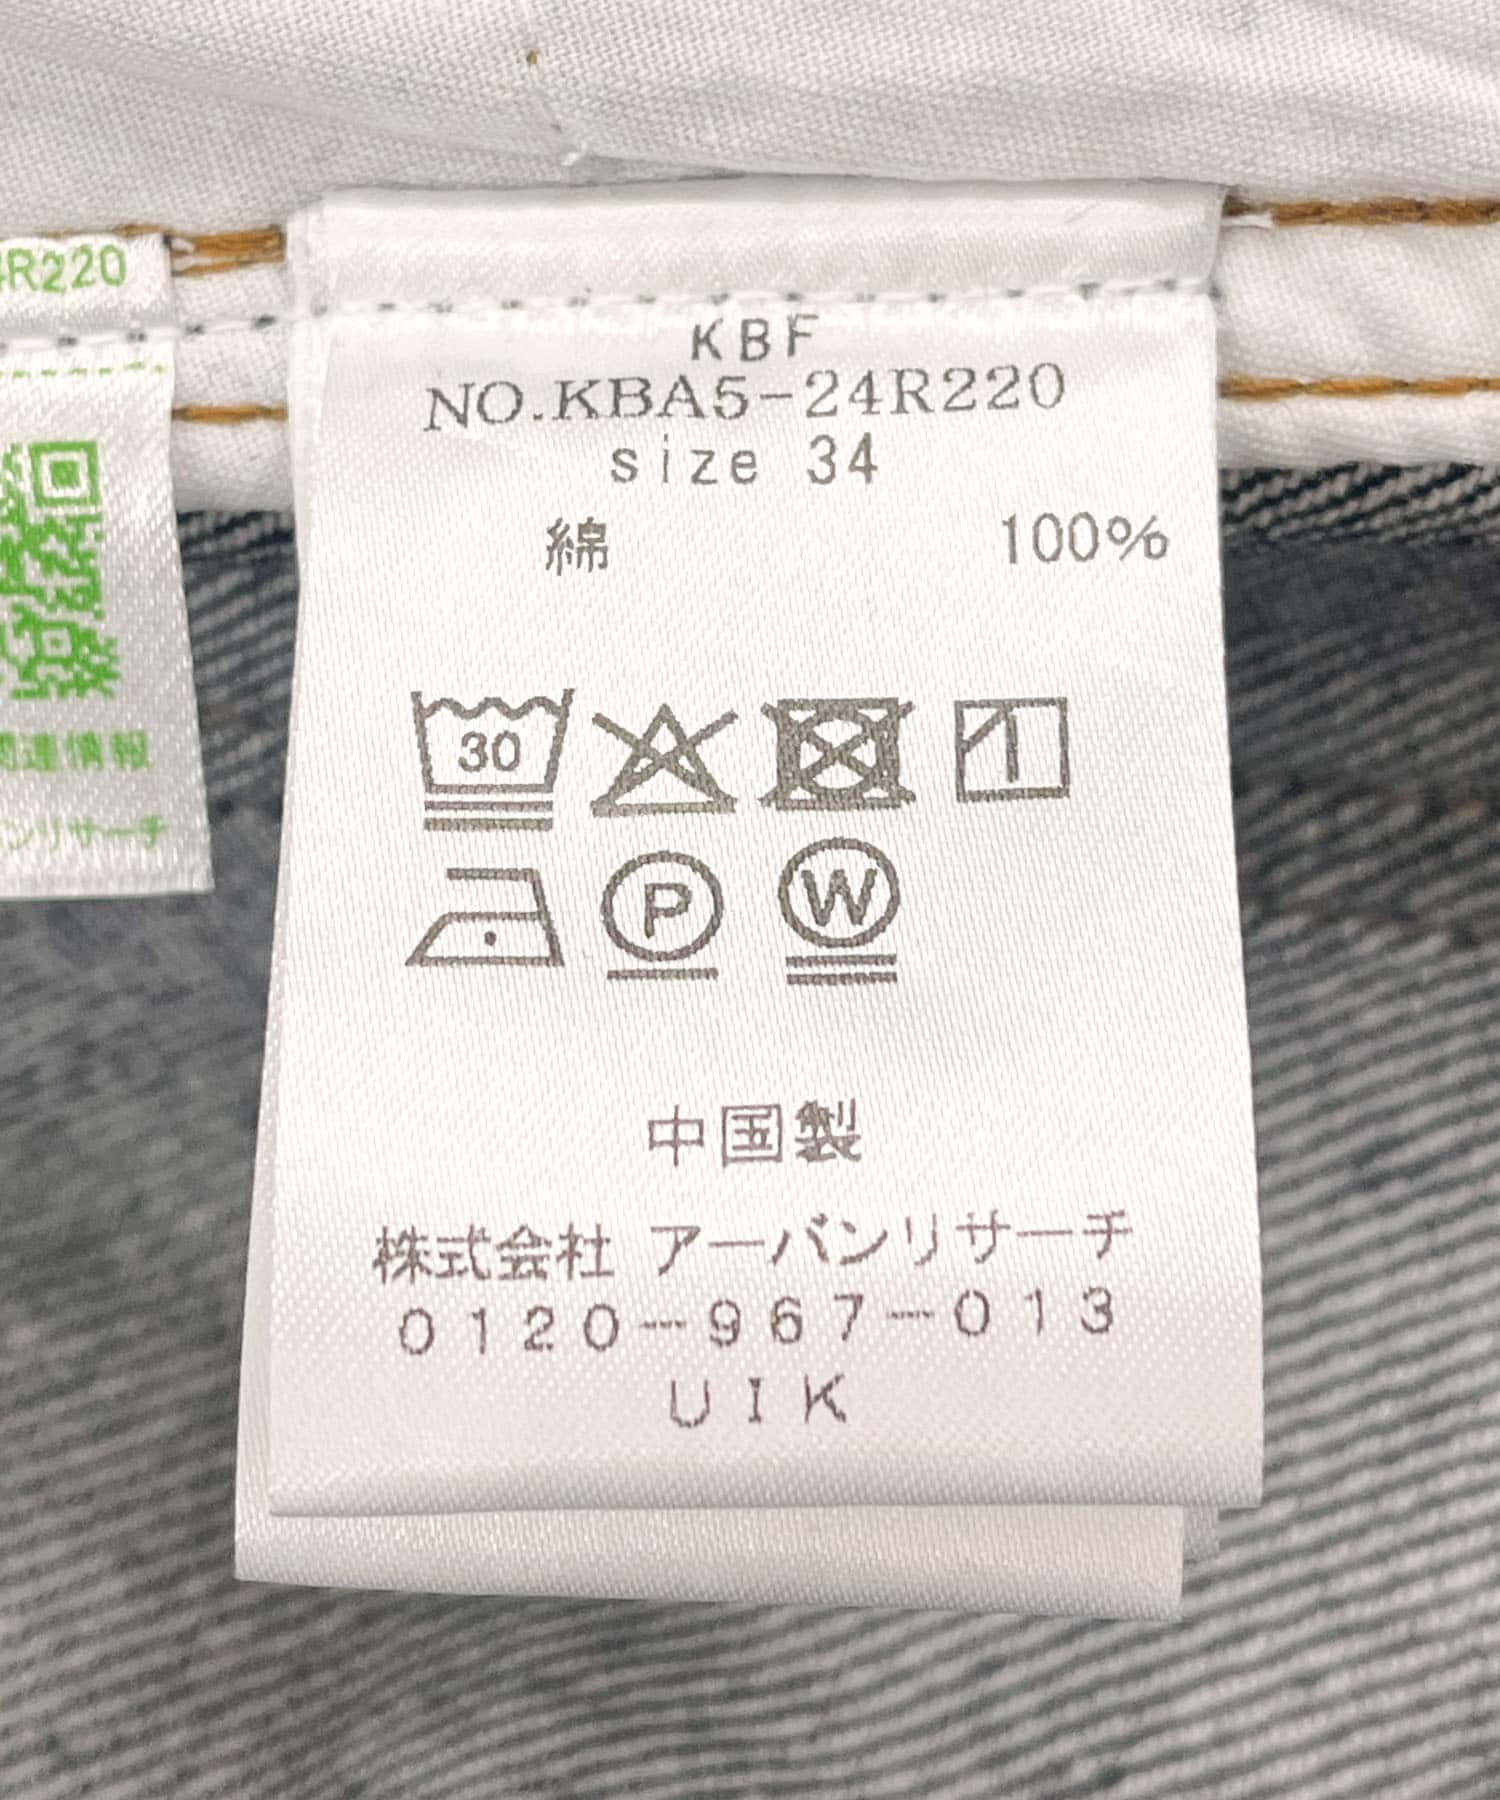 4R220
関連情報
ンリサーチ
KBF
NO.KBA5-24R220
size 34
綿 100%
30
P W
中国製
株式会社 アーバンリサーチ
0120-967-013
UIK